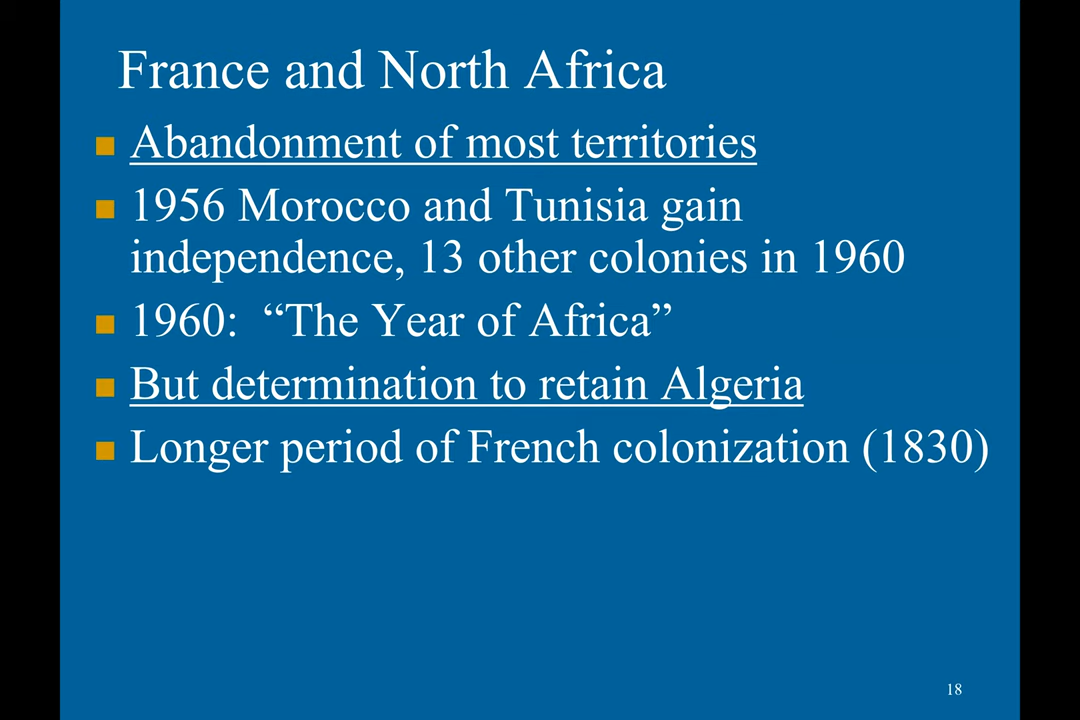 France and North Africa
Abandonment of most territories
1956 Morocco and Tunisia gain
independence, 13 other colonies in 1960
1960:  “The Year of Africa”
But determination to retain Algeria
Longer period of French colonization (1830)
18